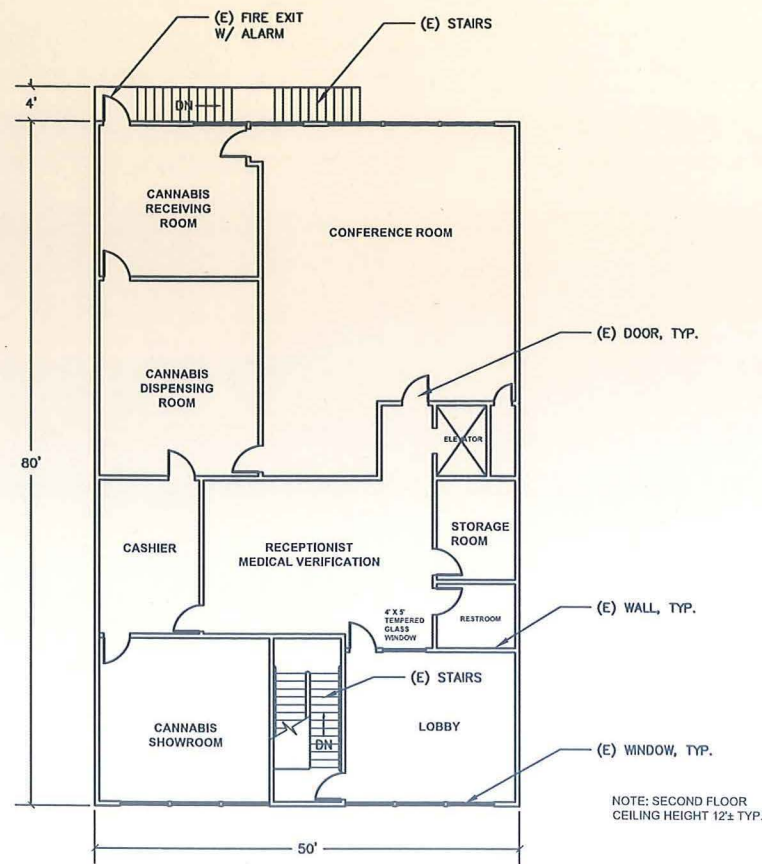 (E) FIRE EXIT
W/ ALARM
(E) STAIRS
4'
DN
CANNABIS
RECEIVING
ROOM
CONFERENCE ROOM
(E) DOOR, TYP.
CANNABIS
DISPENSING
ROOM
ELEVATOR
80'
CASHIER
RECEPTIONIST
MEDICAL VERIFICATION
STORAGE
ROOM
4' X 5'
TEMPERED
GLASS
WINDOW
RESTROOM
(E) WALL, TYP.
(E) STAIRS
CANNABIS
SHOWROOM
DN
LOBBY
(E) WINDOW, TYP.
NOTE: SECOND FLOOR
CEILING HEIGHT 12'± TYP.
50'